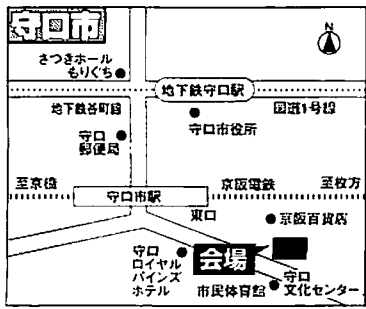 守口市
N
さつきホール
もりぐち
地下鉄守口駅
地下鉄谷町線
国道1号線
守口市役所
守口
郵便局
至京橋
京阪電鉄
至枚方
守口市駅
東口
京阪百貨店
守口
ロイヤル
パインズ
ホテル
会場
市民体育館
守口
文化センター